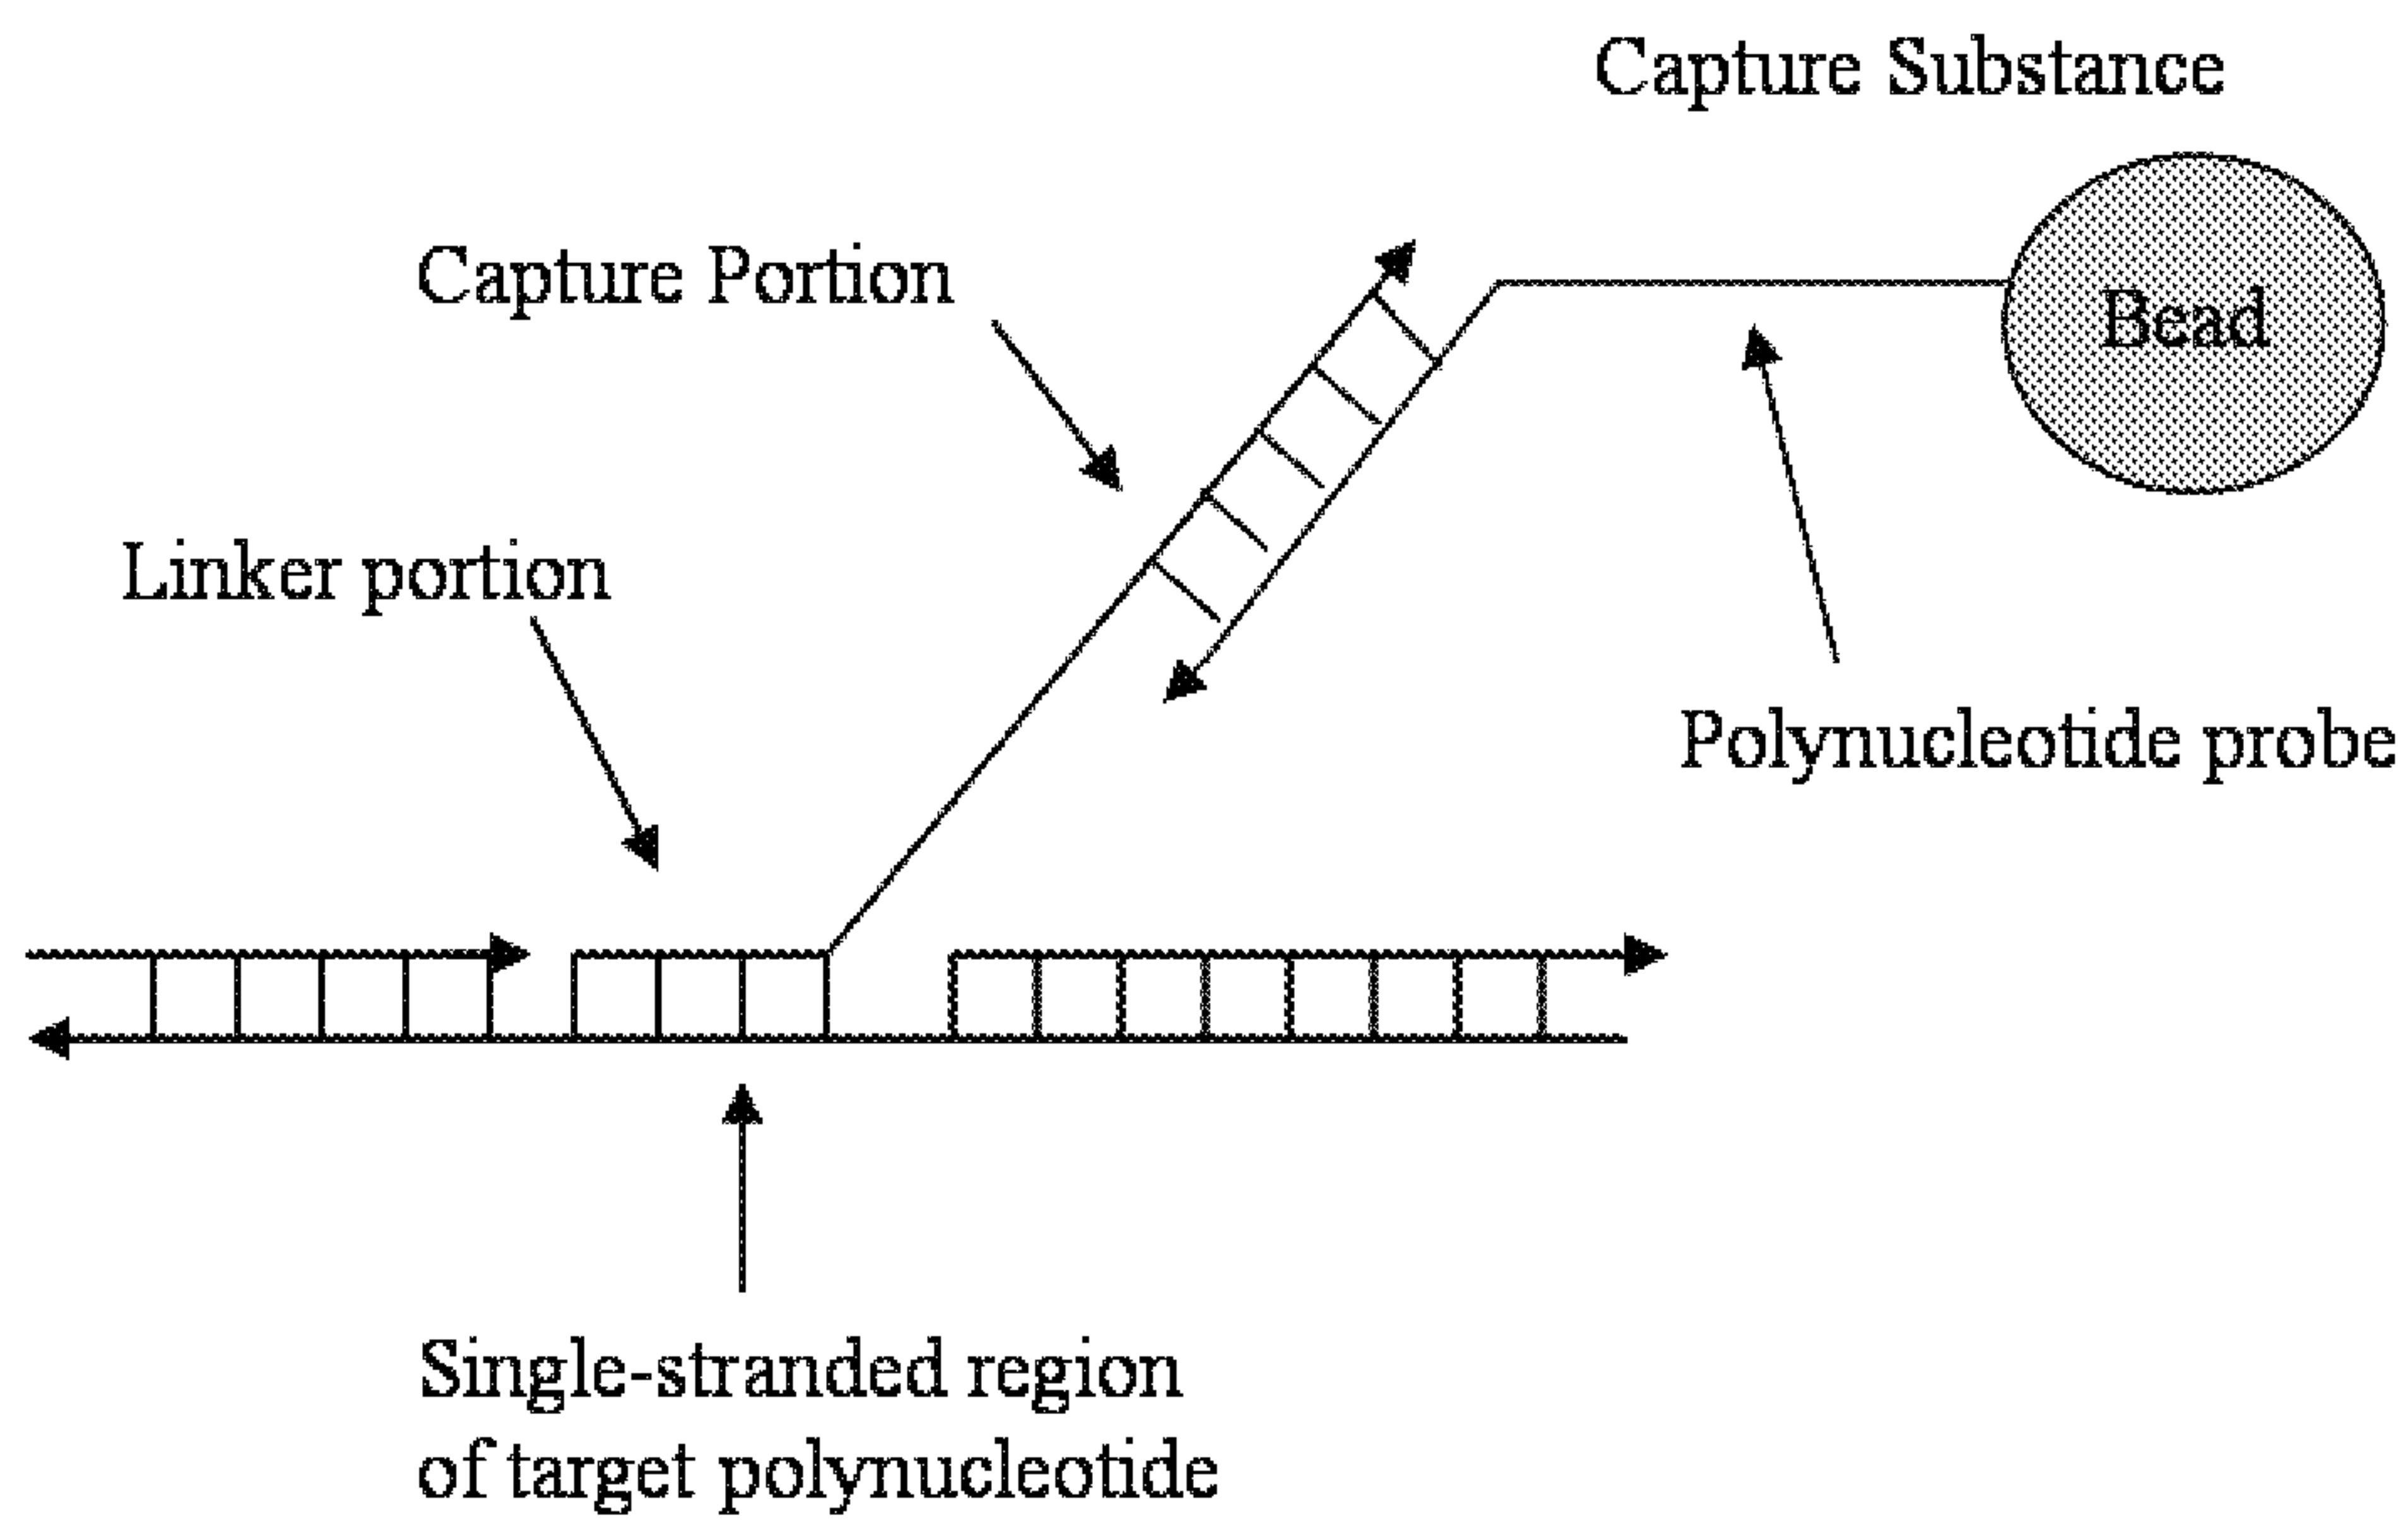 Capture Substance
Capture Portion
Bead
Linker portion
Polynucleotide probe
Single-stranded region
of target polynucleotide